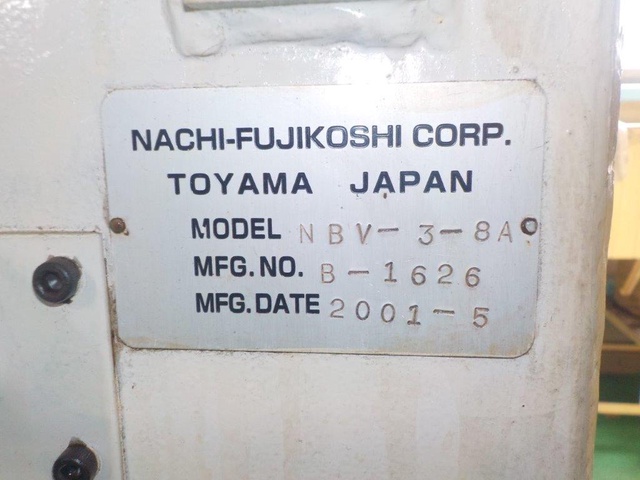 NACHI-FUJIKOSHI CORP.
TOYAMA JAPAN
MODEL NBV-3-8A
MFG.NO. B-1626
MFG.DATE 2001-5